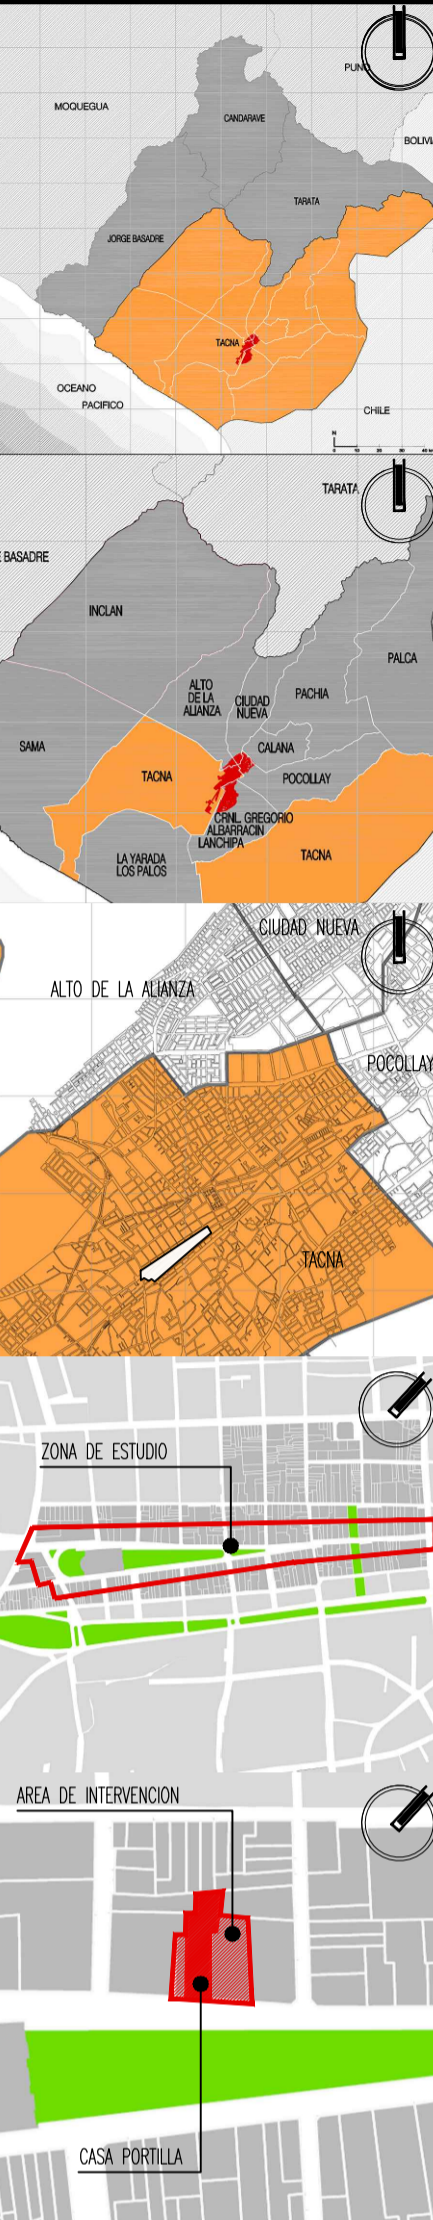 PUNO
MOQUEGUA
CANDARAVE
BOLIVI
TARATA
JORGE BASADRE
TACNA
OCEANO
PACIFICO
CHILE
N
TARATA
E BASADRE
INCLAN
PALCA
ALTO
DE LA
ALIANZA
CIUDAD
NUEVA
PACHIA
SAMA
CALANA
TACNA
POCOLLAY
CRNL. GREGORIO
ALBARRACIN
LANCHIPA
LA YARADA
LOS PALOS
TACNA
CIUDAD NUEVA
ALTO DE LA ALIANZA
POCOLLAY
TACNA
ZONA DE ESTUDIO
AREA DE INTERVENCION
CASA PORTILLA